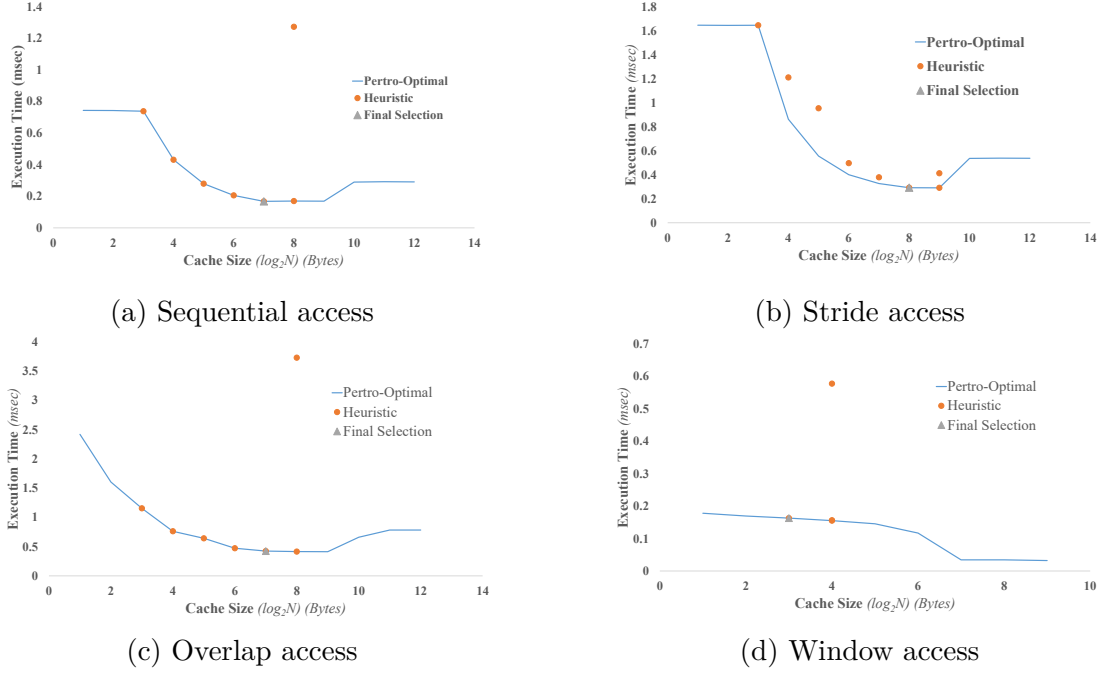 1.4
1.2
1
0.8
0.6
0.4
0.2
0
Execution Time (msec)
Pertro-Optimal
Heuristic
Final Selection
0 2 4 6 8 10 12 14
Cache Size (log₂N) (Bytes)
(a) Sequential access
1.8
1.6
1.4
1.2
1
0.8
0.6
0.4
0.2
0
Execution Time (msec)
Pertro-Optimal
Heuristic
Final Selection
0 2 4 6 8 10 12 14
Cache Size (log₂N) (Bytes)
(b) Stride access
4
3.5
3
2.5
2
1.5
1
0.5
0
Execution Time (msec)
Pertro-Optimal
Heuristic
Final Selection
0 2 4 6 8 10 12 14
Cache Size (log₂N) (Bytes)
(c) Overlap access
0.7
0.6
0.5
0.4
0.3
0.2
0.1
0
Execution Time (msec)
Pertro-Optimal
Heuristic
Final Selection
0 2 4 6 8 10
Cache Size (log₂N) (Bytes)
(d) Window access